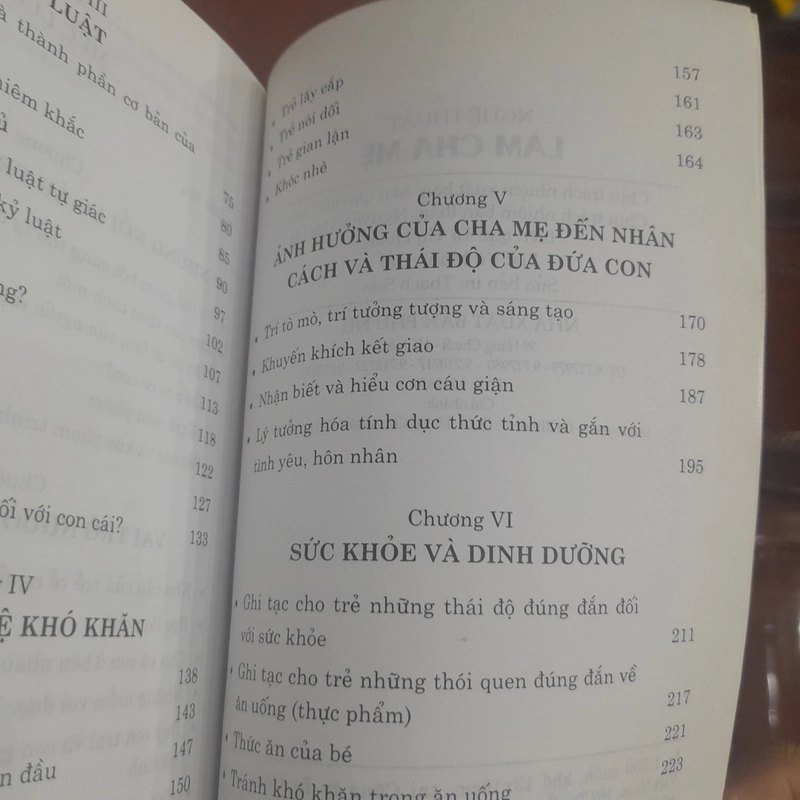 III
LUẬT
à thành phần cơ bản của
75
80
luật tự giác
85
kỷ luật
90
97
102
107
113
118
122
127
ối với con cái?
133
IV
Ệ KHÓ KHĂN
138
143
147
n đầu
150
• Trẻ lấy cắp 157
• Trẻ nói dối 161
• Trẻ gian lận 163
• Khóc nhè 164
Chương V
ẢNH HƯỞNG CỦA CHA MẸ ĐẾN NHÂN
CÁCH VÀ THÁI ĐỘ CỦA ĐỨA CON
• Trí tò mò, trí tưởng tượng và sáng tạo 170
• Khuyến khích kết giao 178
• Nhận biết và hiểu cơn cáu giận 187
• Lý tưởng hóa tính dục thức tỉnh và gắn với
tình yêu, hôn nhân 195
Chương VI
SỨC KHỎE VÀ DINH DƯỠNG
• Ghi tạc cho trẻ những thái độ đúng đắn đối
với sức khỏe 211
• Ghi tạc cho trẻ những thói quen đúng đắn về
ăn uống (thực phẩm) 217
• Thức ăn của bé 221
• Tránh khó khăn trong ăn uống 223